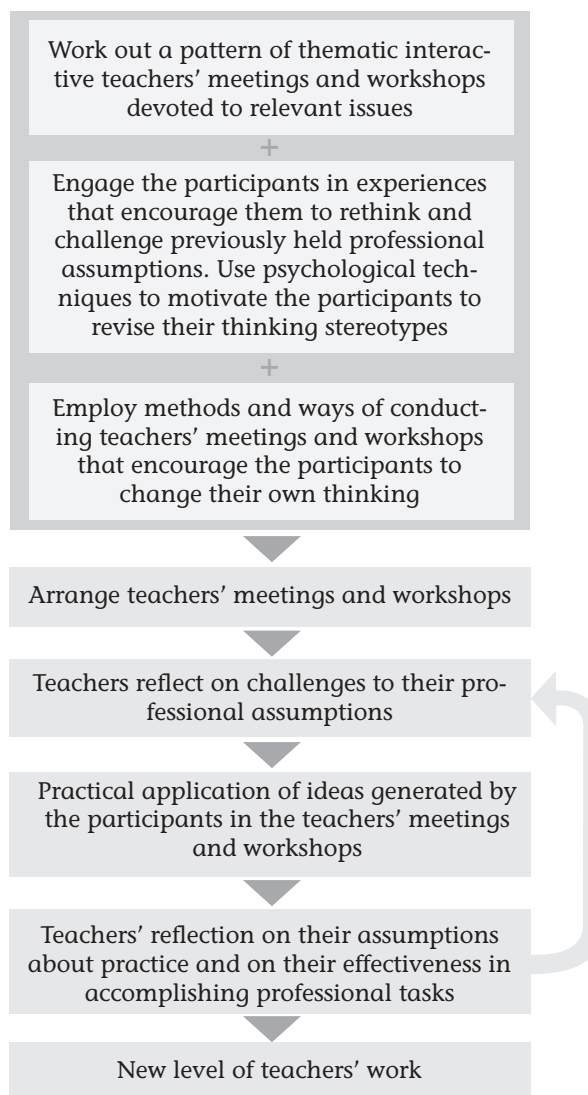 Work out a pattern of thematic interac-
tive teachers’ meetings and workshops
devoted to relevant issues
+
Engage the participants in experiences
that encourage them to rethink and
challenge previously held professional
assumptions. Use psychological tech-
niques to motivate the participants to
revise their thinking stereotypes
+
Employ methods and ways of conduct-
ing teachers’ meetings and workshops
that encourage the participants to
change their own thinking
Arrange teachers’ meetings and workshops
Teachers reflect on challenges to their pro-
fessional assumptions
Practical application of ideas generated by
the participants in the teachers’ meetings
and workshops
Teachers’ reflection on their assumptions
about practice and on their effectiveness in
accomplishing professional tasks
New level of teachers’ work